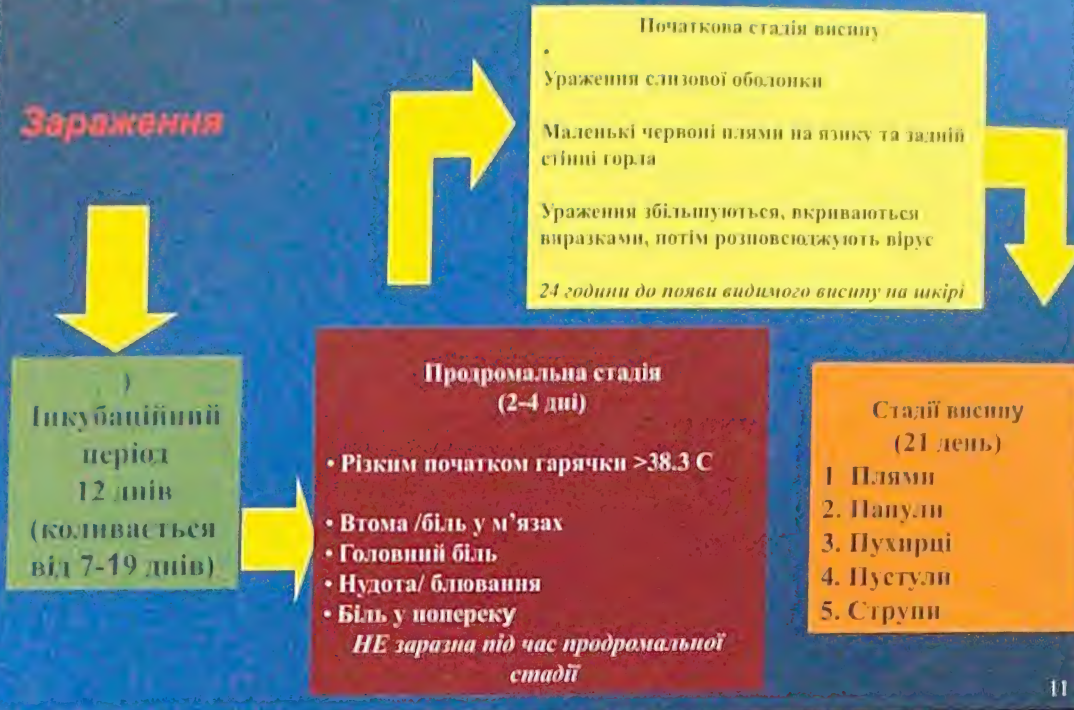 Зараження
)
Інкубаційний
період
12 днів
(коливається
від 7-19 днів)
Продромальна стадія
(2-4 дні)
• Різким початком гарячки >38.3 С
• Втома /біль у м’язах
• Головний біль
• Нудота/ блювання
• Біль у попереку
НЕ заразна під час продромальної
стадії
Початкова стадія висипу
•
Ураження слизової оболонки
Маленькі червоні плями на язику та задній
стінці горла
Ураження збільшуються, вкриваються
виразками, потім розповсюджують вірус
24 години до появи видимого висипу на шкірі
Стадії висипу
(21 день)
1 Плями
2. Папули
3. Пухирці
4. Пустули
5. Струпи
11